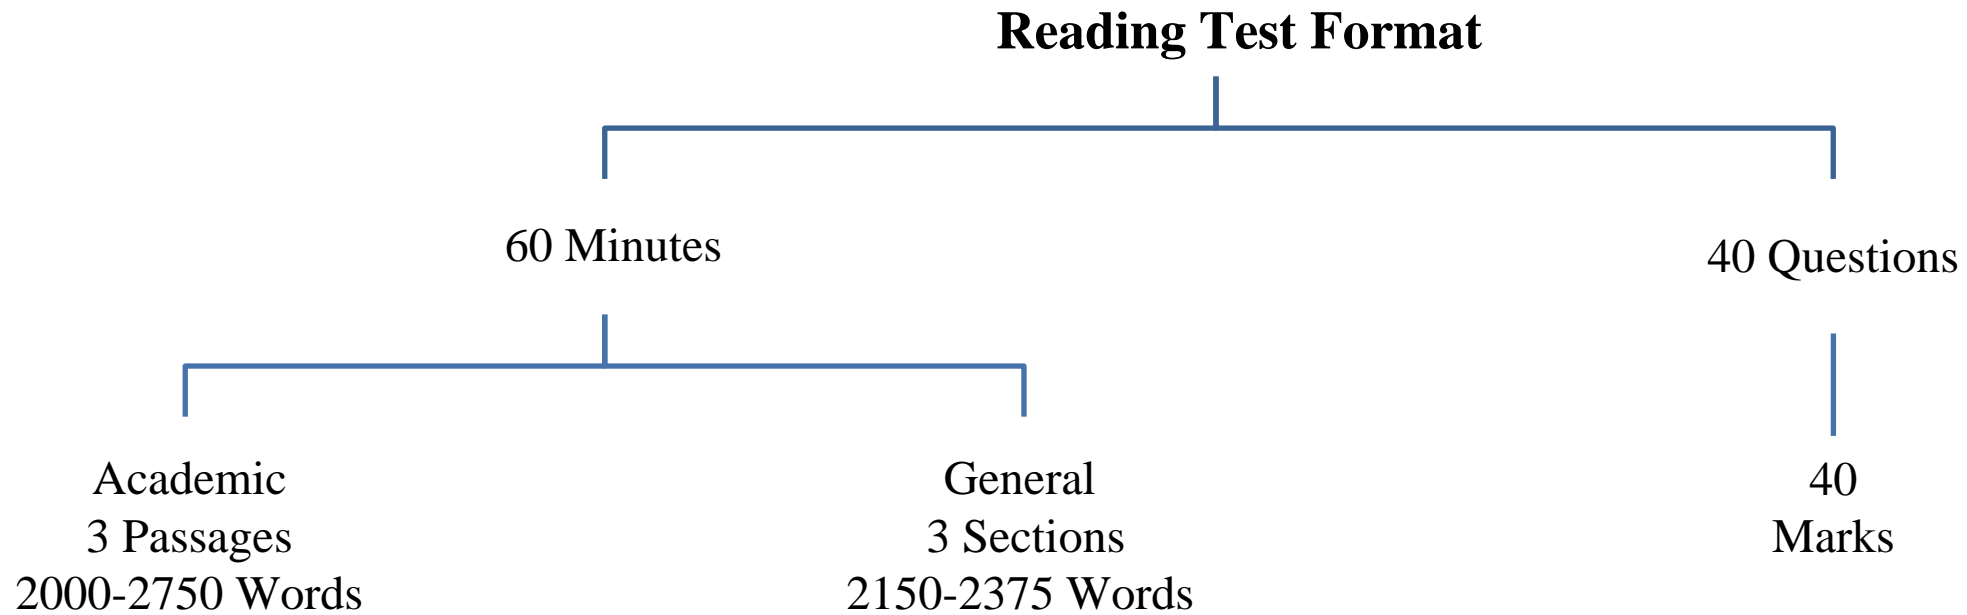 Reading Test Format
60 Minutes
40 Questions
Academic
3 Passages
2000-2750 Words
General
3 Sections
2150-2375 Words
40
Marks